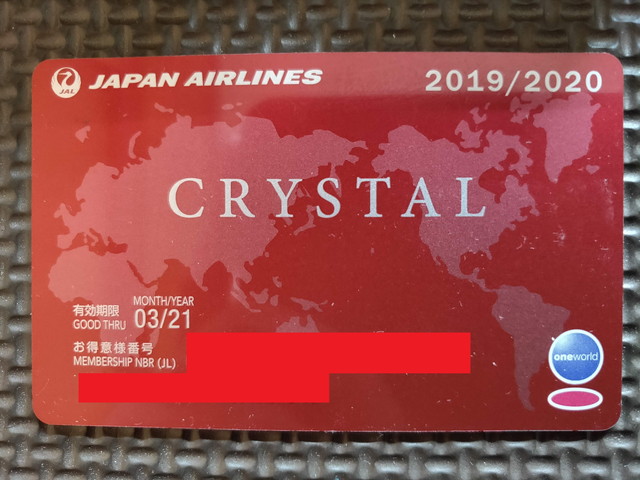 JAL JAPAN AIRLINES 2019/2020
CRYSTAL
有効期限 MONTH/YEAR
GOOD THRU 03/21
お得意様番号
MEMBERSHIP NBR (JL)
oneworld